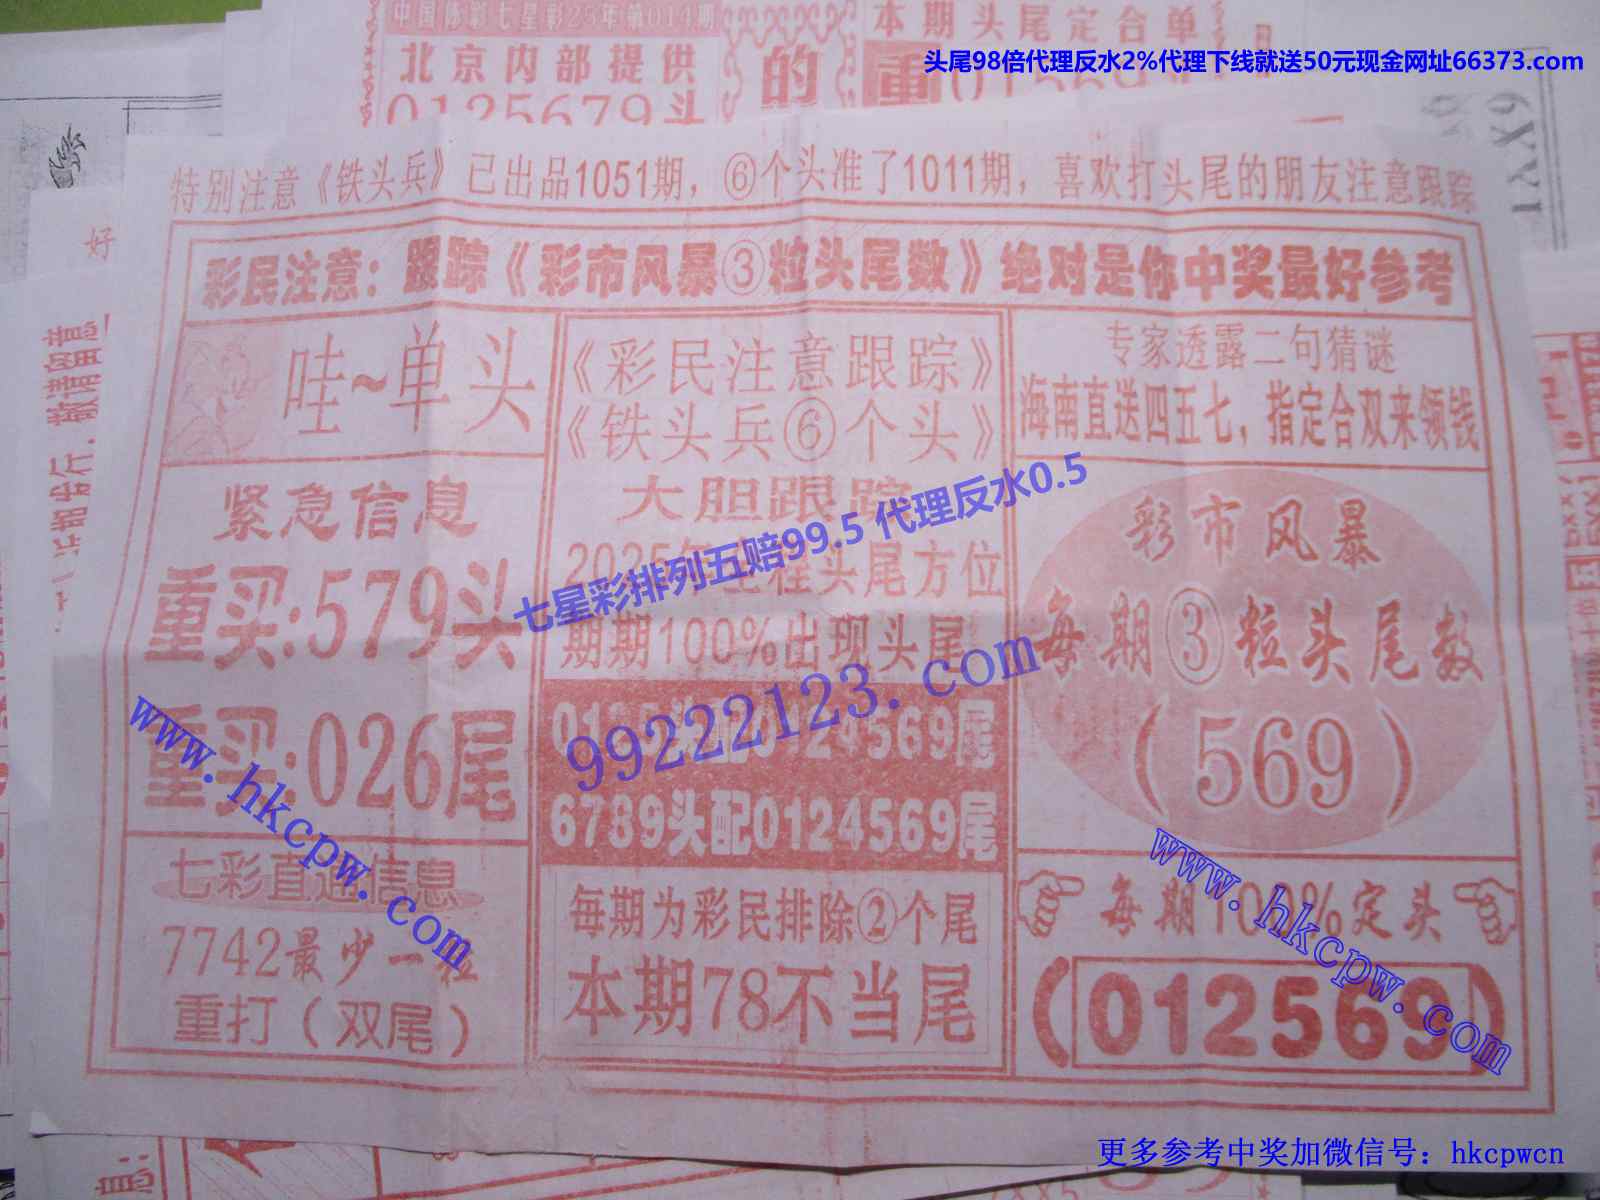 中国体彩七星彩25年第014期
北京内部提供
0125679头
的
本期头尾定合单
重
头尾98倍代理反水2%代理下线就送50元现金网址66373.com
特别注意《铁头兵》已出品1051期，⑥个头准了1011期，喜欢打头尾的朋友注意跟踪
好
敬请留意
彩民注意：跟踪《彩市风暴③粒头尾数》绝对是你中奖最好参考
哇~单头
紧急信息
重买:579头
重买:026尾
七彩直通信息
7742最少一粒
重打（双尾）
《彩民注意跟踪》
《铁头兵⑥个头》
大胆跟踪
期期100%出现头尾
6789头配0124569尾
每期为彩民排除②个尾
本期78不当尾
专家透露二句猜谜
海南直送四五七，指定合双来领钱
彩市风暴
每期③粒头尾数
（569）
每期100%定头
（012569）
七星彩排列五赔99.5 代理反水0.5
99222123.com
www.hkcpw.com
www.hkcpw.com
更多参考中奖加微信号：hkcpwcn